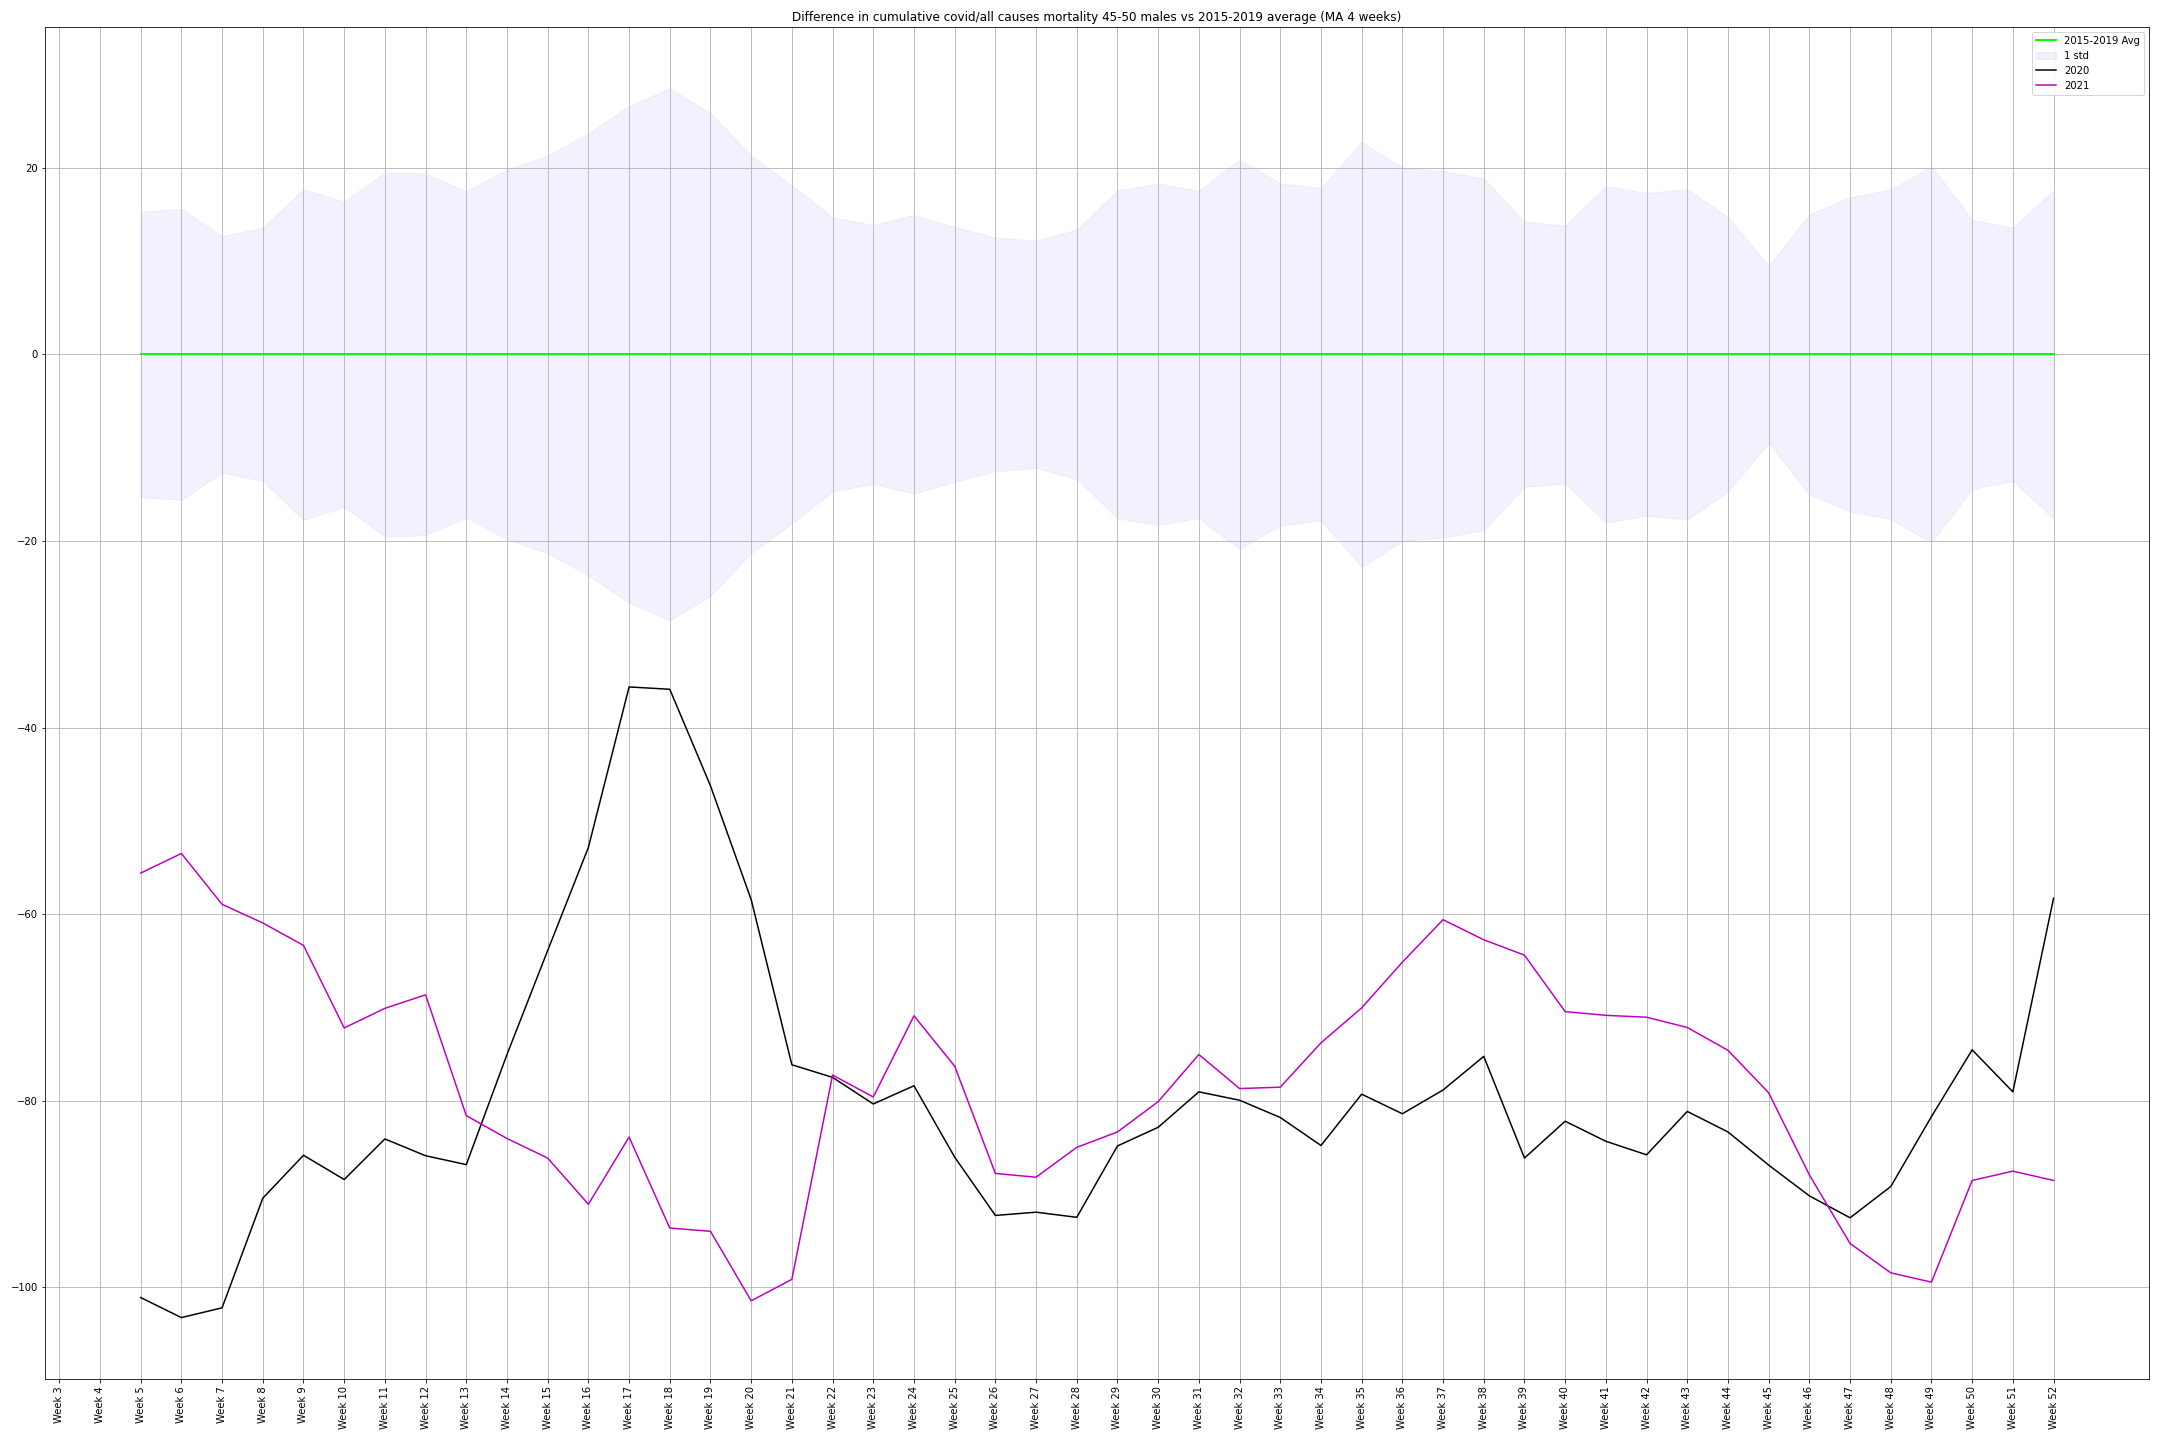 Difference in cumulative covid/all causes mortality 45-50 males vs 2015-2019 average (MA 4 weeks)
2015-2019 Avg
1 std
2020
2021
20
0
−20
−40
−60
−80
−100
Week 3
Week 4
Week 5
Week 6
Week 7
Week 8
Week 9
Week 10
Week 11
Week 12
Week 13
Week 14
Week 15
Week 16
Week 17
Week 18
Week 19
Week 20
Week 21
Week 22
Week 23
Week 24
Week 25
Week 26
Week 27
Week 28
Week 29
Week 30
Week 31
Week 32
Week 33
Week 34
Week 35
Week 36
Week 37
Week 38
Week 39
Week 40
Week 41
Week 42
Week 43
Week 44
Week 45
Week 46
Week 47
Week 48
Week 49
Week 50
Week 51
Week 52